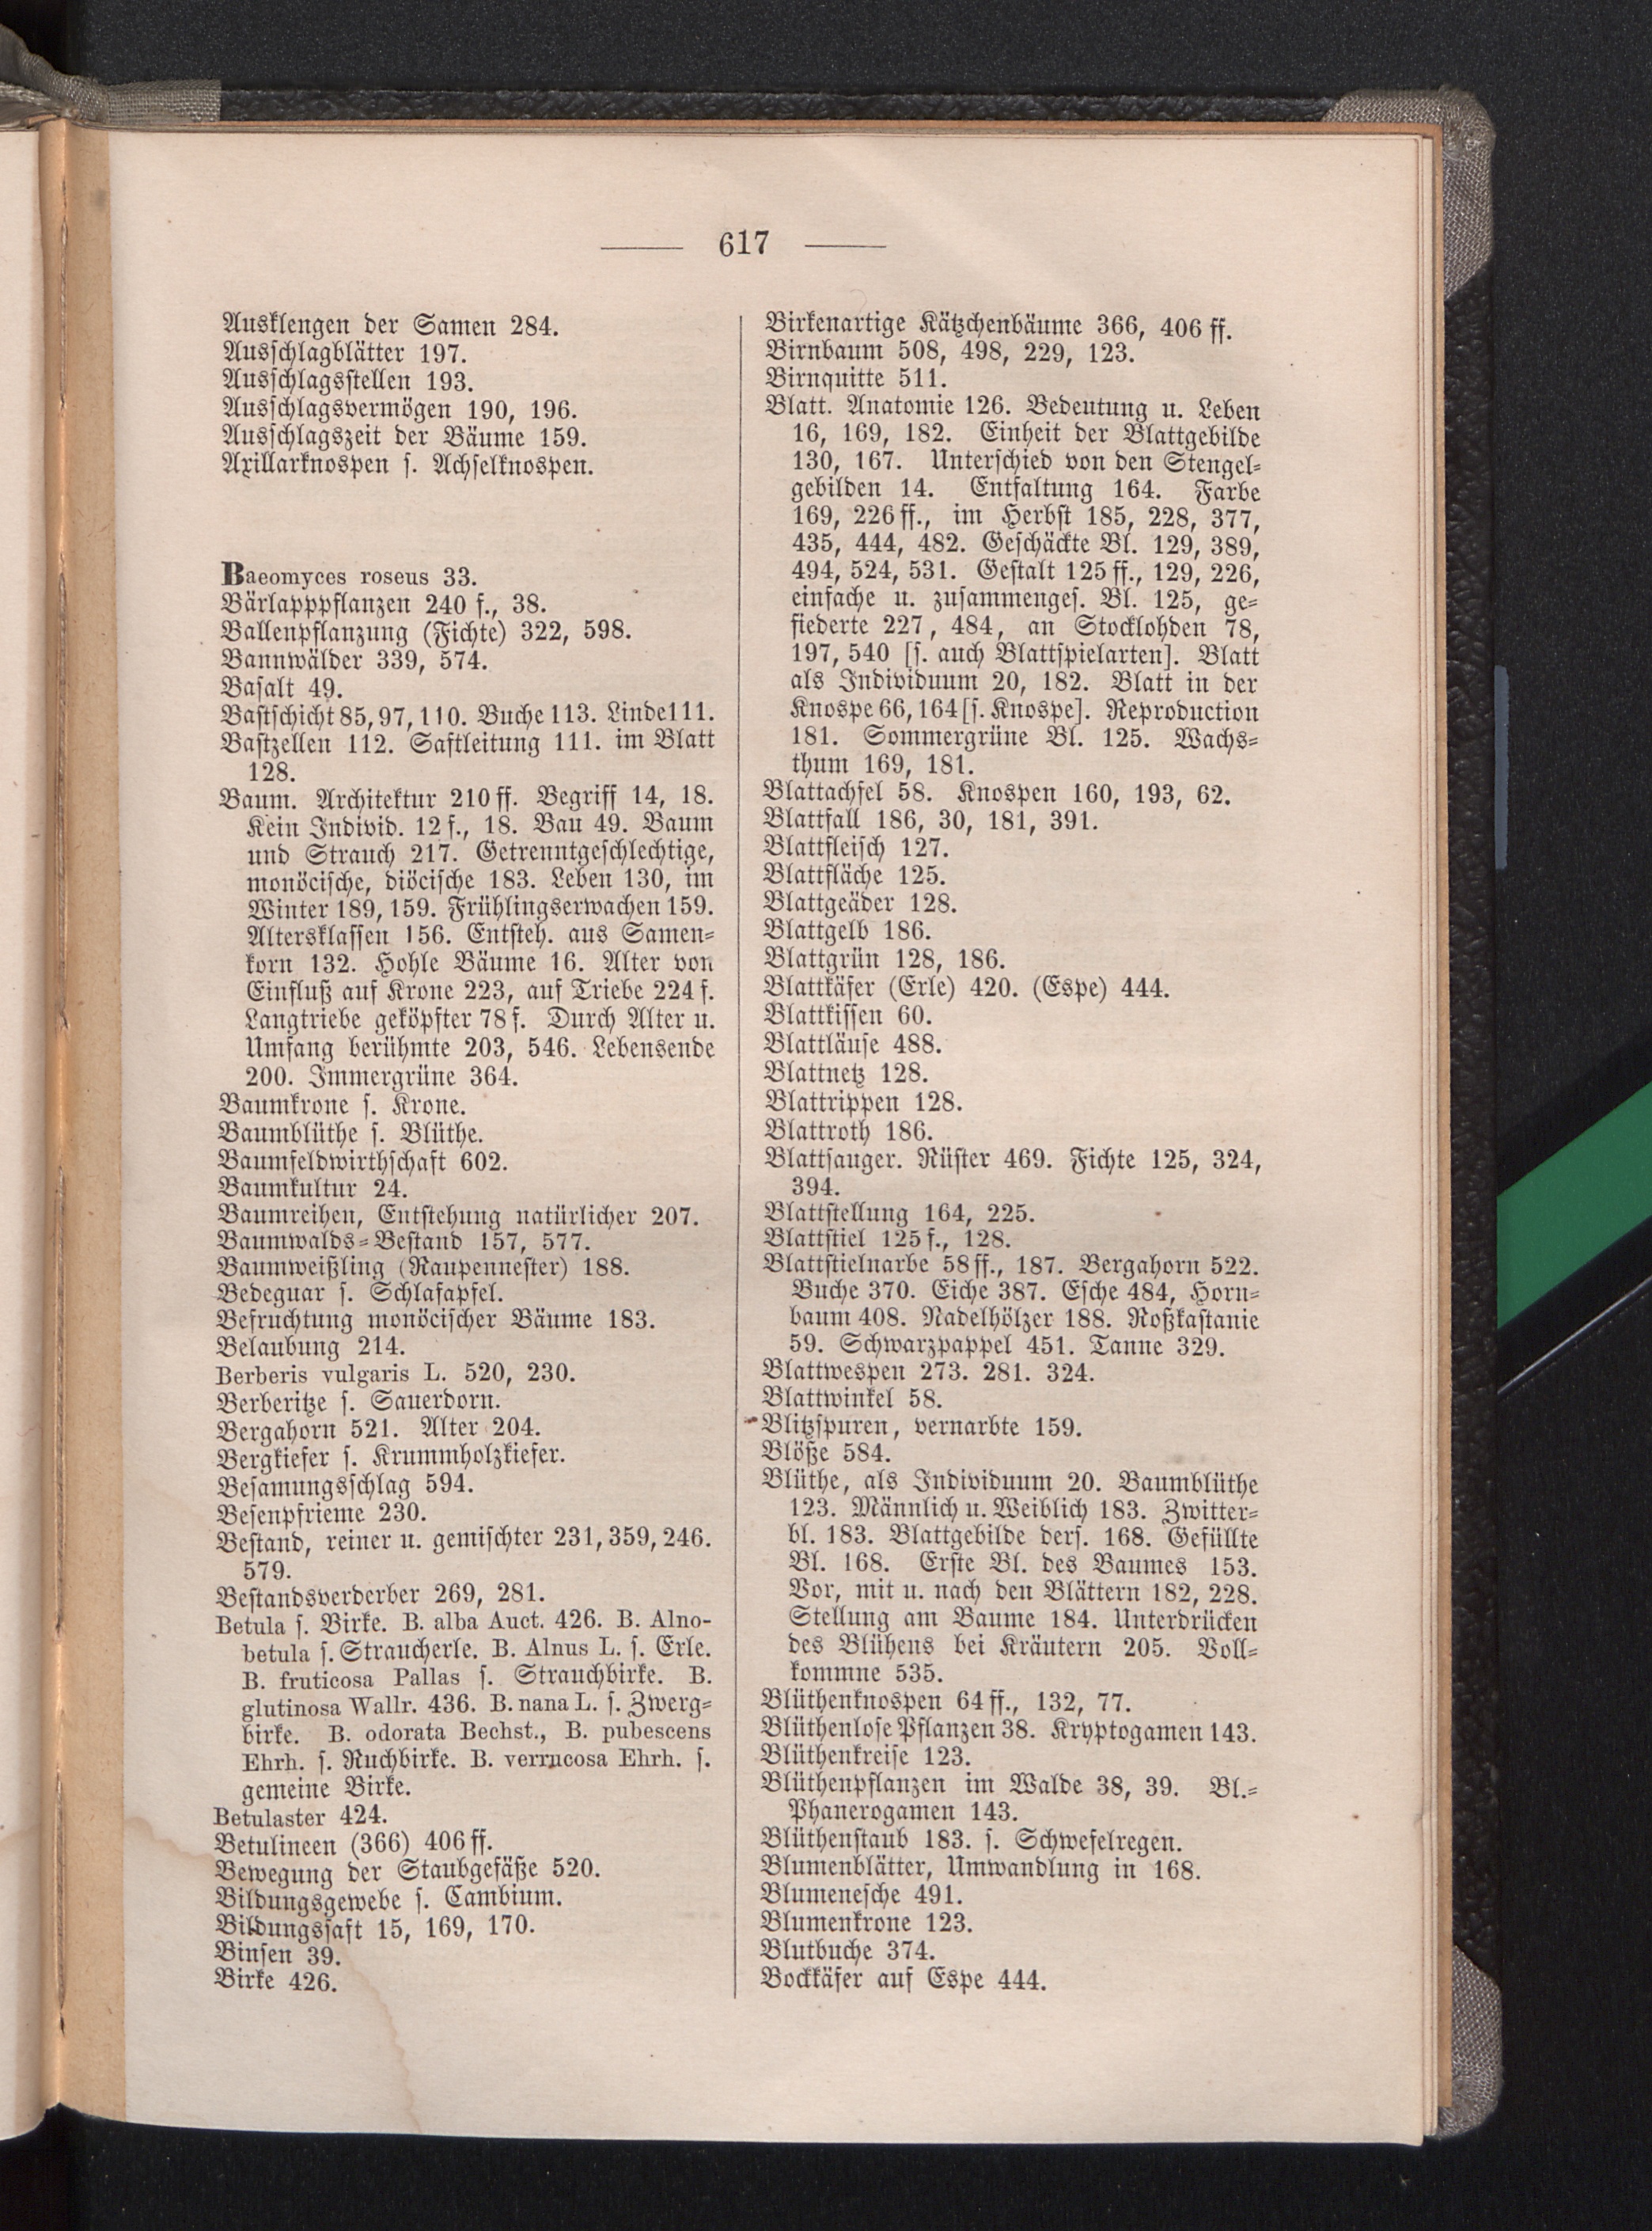 617
Ausklengen der Samen 284.
Ausschlagblätter 197.
Ausschlagsstellen 193.
Ausschlagsvermögen 190, 196.
Ausschlagszeit der Bäume 159.
Axillarknospen s. Achselknospen.
Baeomyces roseus 33.
Bärlapppflanzen 240 f., 38.
Ballenpflanzung (Fichte) 322, 598.
Bannwälder 339, 574.
Basalt 49.
Bastschicht 85, 97, 110. Buche 113. Linde 111.
Bastzellen 112. Saftleitung 111. im Blatt
128.
Baum. Architektur 210 ff. Begriff 14, 18.
Kein Individ. 12 f., 18. Bau 49. Baum
und Strauch 217. Getrenntgeschlechtige,
monöcische, diöcische 183. Leben 130, im
Winter 189, 159. Frühlingserwachen 159.
Altersklassen 156. Entsteh. aus Samen-
korn 132. Hohle Bäume 16. Alter von
Einfluß auf Krone 223, auf Triebe 224 f.
Langtriebe geköpfter 78 f. Durch Alter u.
Umfang berühmte 203, 546. Lebensende
200. Immergrüne 364.
Baumkrone s. Krone.
Baumblüthe s. Blüthe.
Baumfeldwirthschaft 602.
Baumkultur 24.
Baumreihen, Entstehung natürlicher 207.
Baumwalds-Bestand 157, 577.
Baumweißling (Raupennester) 188.
Bedeguar s. Schlafapfel.
Befruchtung monöcischer Bäume 183.
Belaubung 214.
Berberis vulgaris L. 520, 230.
Berberitze s. Sauerdorn.
Bergahorn 521. Alter 204.
Bergkiefer s. Krummholzkiefer.
Besamungsschlag 594.
Besenpfrieme 230.
Bestand, reiner u. gemischter 231, 359, 246.
579.
Bestandsverderber 269, 281.
Betula s. Birke. B. alba Auct. 426. B. Alno-
betula s. Straucherle. B. Alnus L. s. Erle.
B. fruticosa Pallas s. Strauchbirke. B.
glutinosa Wallr. 436. B. nana L. s. Zwerg-
birke. B. odorata Bechst., B. pubescens
Ehrh. s. Ruchbirke. B. verrucosa Ehrh. s.
gemeine Birke.
Betulaster 424.
Betulineen (366) 406 ff.
Bewegung der Staubgefäße 520.
Bildungsgewebe s. Cambium.
Bildungssaft 15, 169, 170.
Binsen 39.
Birke 426.
Birkenartige Kätzchenbäume 366, 406 ff.
Birnbaum 508, 498, 229, 123.
Birnquitte 511.
Blatt. Anatomie 126. Bedeutung u. Leben
16, 169, 182. Einheit der Blattgebilde
130, 167. Unterschied von den Stengel-
gebilden 14. Entfaltung 164. Farbe
169, 226 ff., im Herbst 185, 228, 377,
435, 444, 482. Geschäckte Bl. 129, 389,
494, 524, 531. Gestalt 125 ff., 129, 226,
einfache u. zusammenges. Bl. 125, ge-
fiederte 227, 484, an Stocklohden 78,
197, 540 [s. auch Blattspielarten]. Blatt
als Individuum 20, 182. Blatt in der
Knospe 66, 164 [s. Knospe]. Reproduction
181. Sommergrüne Bl. 125. Wachs-
thum 169, 181.
Blattachsel 58. Knospen 160, 193, 62.
Blattfall 186, 30, 181, 391.
Blattfleisch 127.
Blattfläche 125.
Blattgeäder 128.
Blattgelb 186.
Blattgrün 128, 186.
Blattkäfer (Erle) 420. (Espe) 444.
Blattkissen 60.
Blattläuse 488.
Blattnetz 128.
Blattrippen 128.
Blattroth 186.
Blattsauger. Rüster 469. Fichte 125, 324,
394.
Blattstellung 164, 225.
Blattstiel 125 f., 128.
Blattstielnarbe 58 ff., 187. Bergahorn 522.
Buche 370. Eiche 387. Esche 484, Horn-
baum 408. Nadelhölzer 188. Roßkastanie
59. Schwarzpappel 451. Tanne 329.
Blattwespen 273. 281. 324.
Blattwinkel 58.
Blitzspuren, vernarbte 159.
Blöße 584.
Blüthe, als Individuum 20. Baumblüthe
123. Männlich u. Weiblich 183. Zwitter-
bl. 183. Blattgebilde ders. 168. Gefüllte
Bl. 168. Erste Bl. des Baumes 153.
Vor, mit u. nach den Blättern 182, 228.
Stellung am Baume 184. Unterdrücken
des Blühens bei Kräutern 205. Voll-
kommne 535.
Blüthenknospen 64 ff., 132, 77.
Blüthenlose Pflanzen 38. Kryptogamen 143.
Blüthenkreise 123.
Blüthenpflanzen im Walde 38, 39. Bl.-
Phanerogamen 143.
Blüthenstaub 183. s. Schwefelregen.
Blumenblätter, Umwandlung in 168.
Blumenesche 491.
Blumenkrone 123.
Blutbuche 374.
Bockkäfer auf Espe 444.